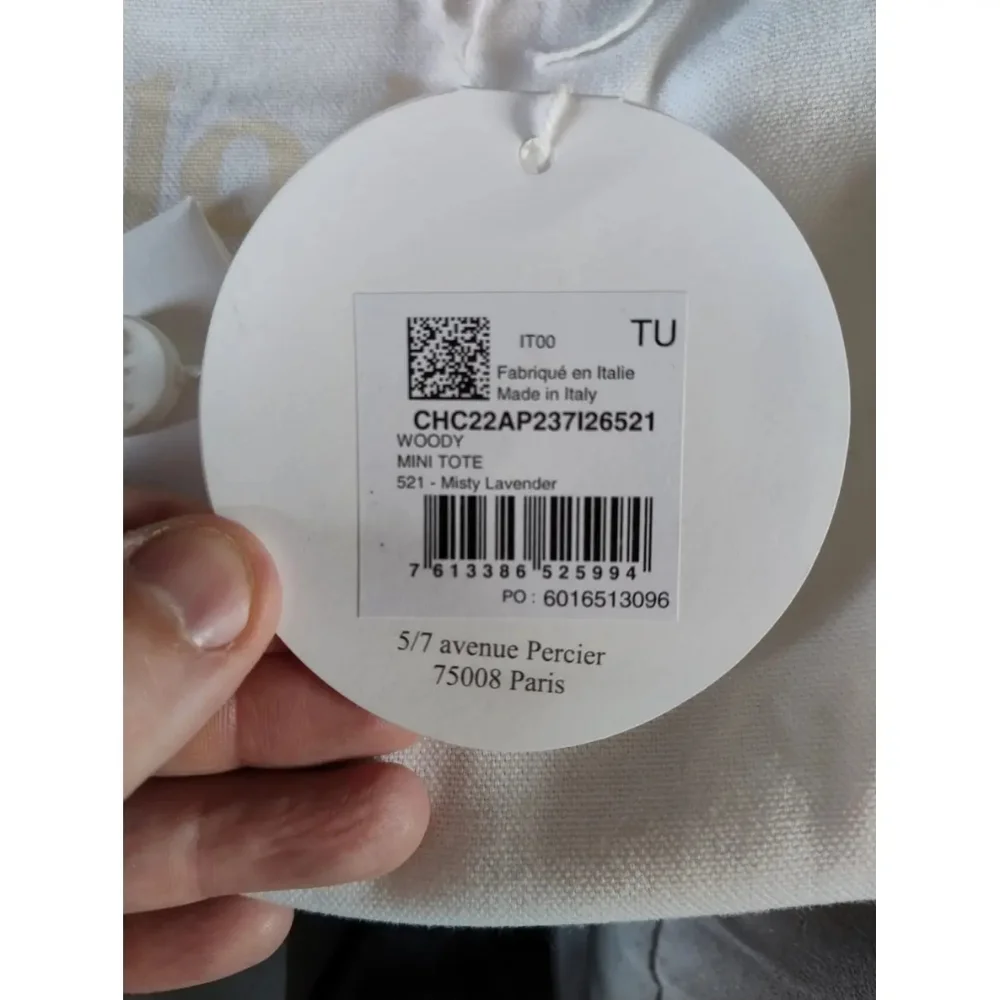 lo
IT00
TU
Fabriqué en Italie
Made in Italy
CHC22AP237I26521
WOODY
MINI TOTE
521 - Misty Lavender
7 613386 525994
PO : 6016513096
5/7 avenue Percier
75008 Paris